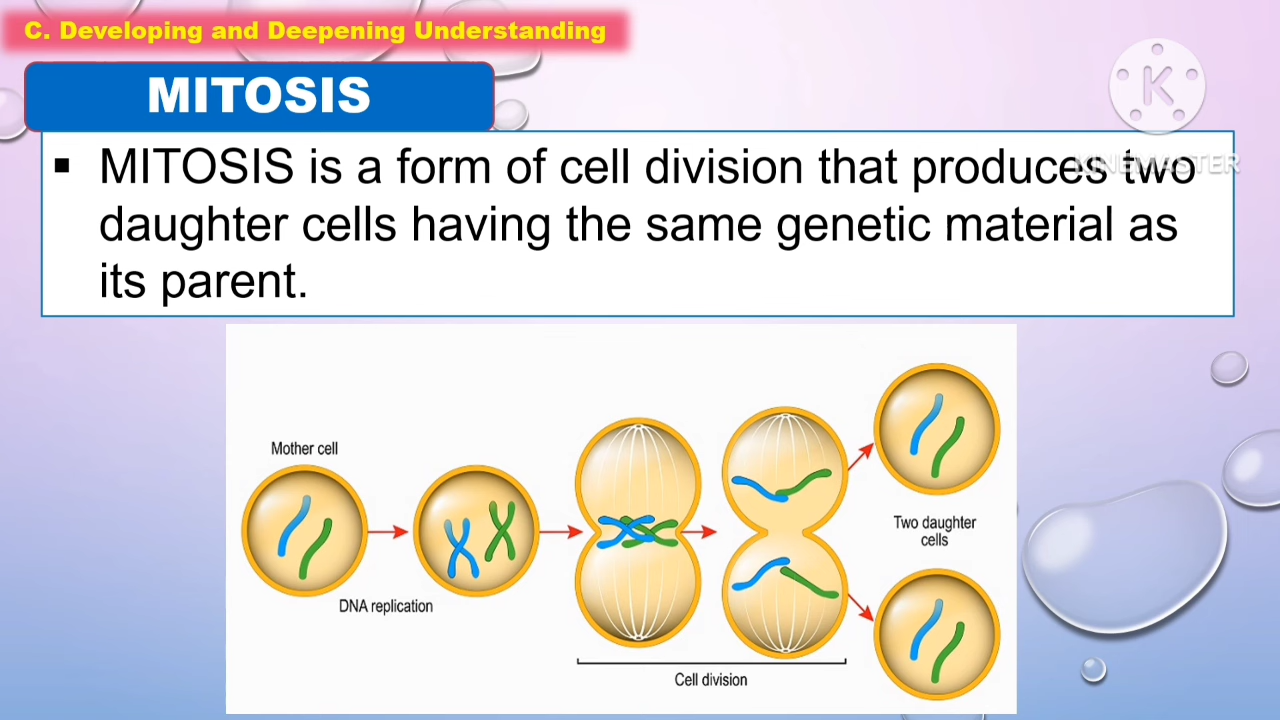 C. Developing and Deepening Understanding
K
MITOSIS
KINEMASTER
▪ MITOSIS is a form of cell division that produces two
daughter cells having the same genetic material as
its parent.
Mother cell
DNA replication
Cell division
Two daughter
cells